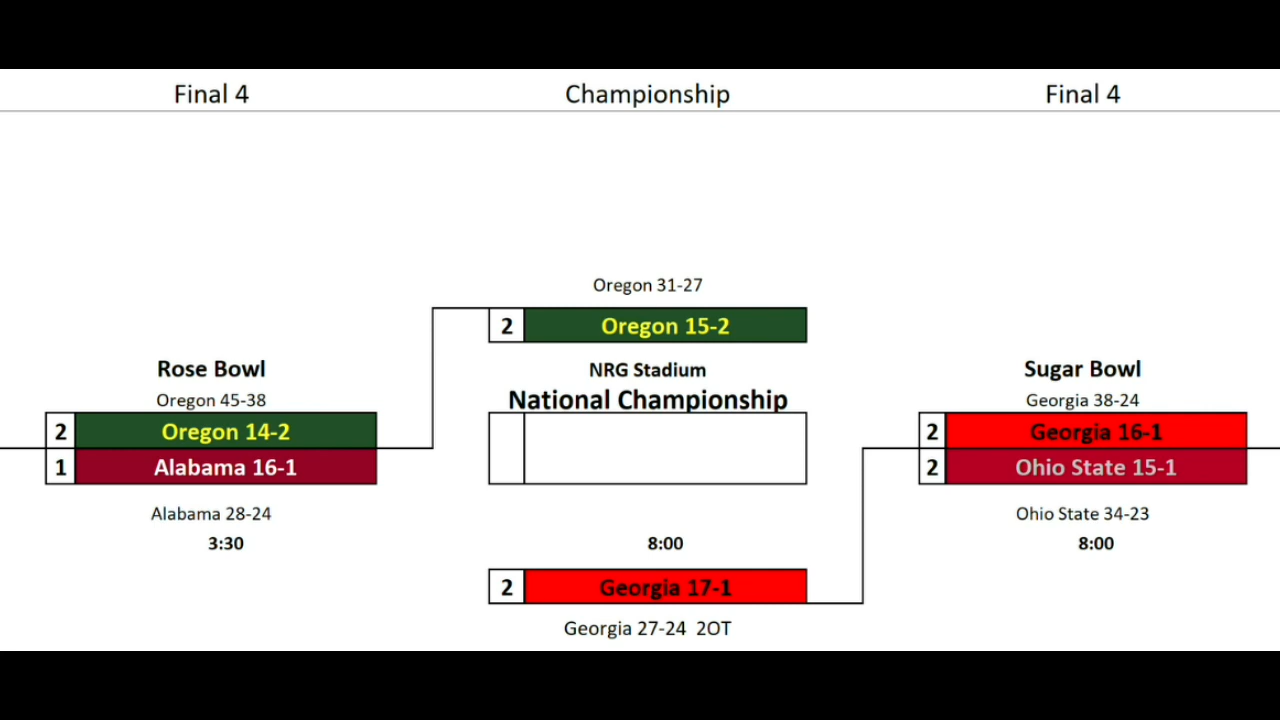 Final 4
Championship
Final 4
Oregon 31-27
2 Oregon 15-2
Rose Bowl
NRG Stadium
Sugar Bowl
Oregon 45-38
National Championship
Georgia 38-24
2 Oregon 14-2
2 Georgia 16-1
1 Alabama 16-1
2 Ohio State 15-1
Alabama 28-24
Ohio State 34-23
3:30
8:00
8:00
2 Georgia 17-1
Georgia 27-24 2OT